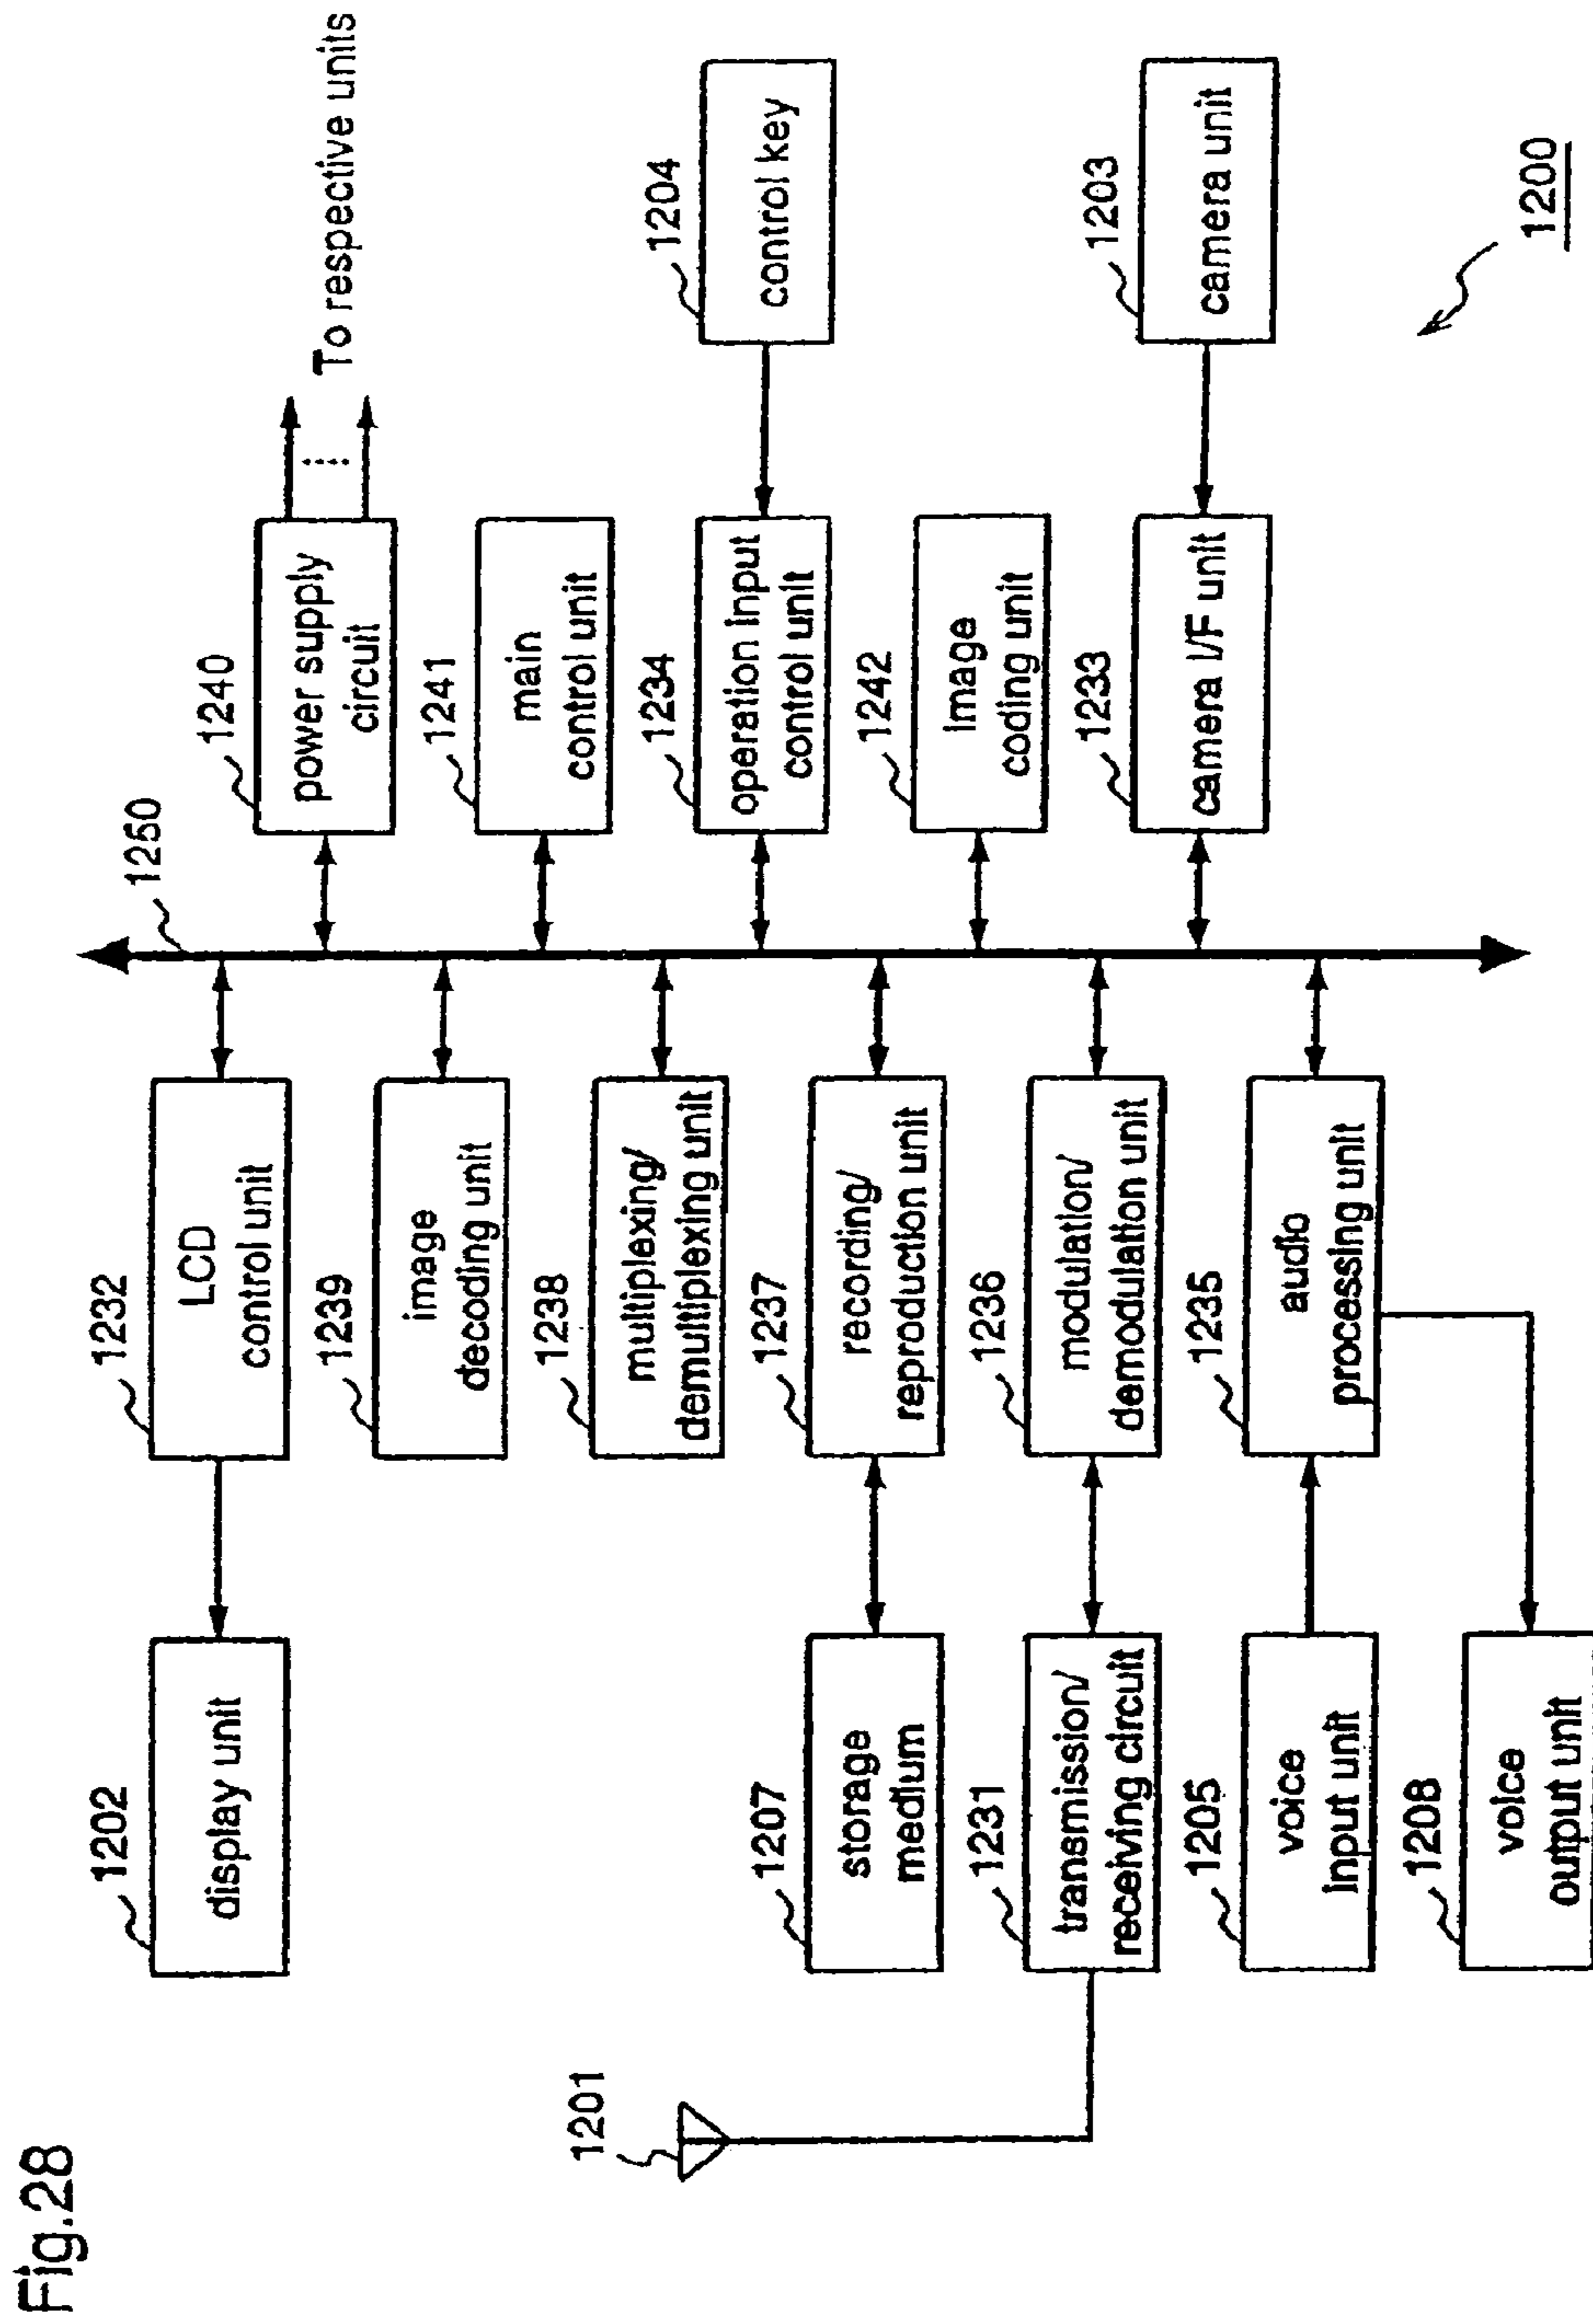 Fig.28
1201
1202
display unit
1207
storage
medium
1231
transmission/
receiving circuit
1205
voice
input unit
1208
voice
output unit
1232
LCD
control unit
1239
image
decoding unit
1238
multiplexing/
demultiplexing unit
1237
recording/
reproduction unit
1236
modulation/
demodulation unit
1235
audio
processing unit
1250
1240
power supply
circuit
1241
main
control unit
1234
operation input
control unit
1242
image
coding unit
1233
camera I/F unit
To respective units
1204
control key
1203
camera unit
1200